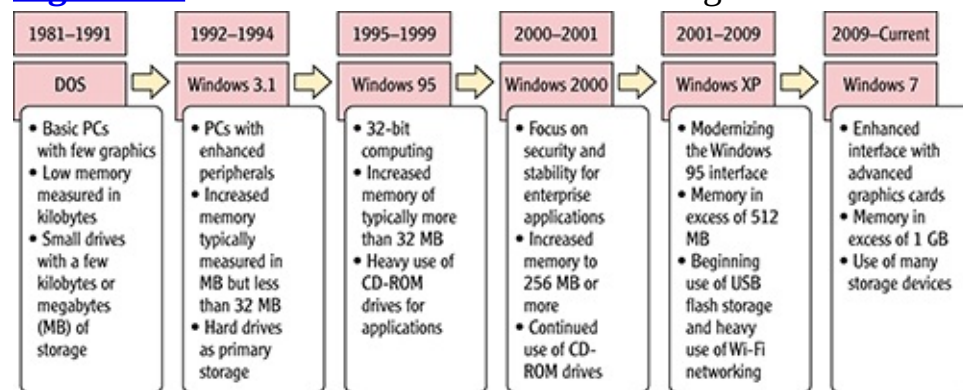 1981–1991
1992–1994
1995–1999
2000–2001
2001–2009
2009–Current
DOS
Windows 3.1
Windows 95
Windows 2000
Windows XP
Windows 7
• Basic PCs
with few graphics
• Low memory
measured in
kilobytes
• Small drives
with a few
kilobytes or
megabytes
(MB) of
storage
• PCs with
enhanced
peripherals
• Increased
memory
typically
measured in
MB but less
than 32 MB
• Hard drives
as primary
storage
• 32-bit
computing
• Increased
memory of
typically more
than 32 MB
• Heavy use of
CD-ROM
drives for
applications
• Focus on
security and
stability for
enterprise
applications
• Increased
memory to
256 MB or
more
• Continued
use of CD-
ROM drives
• Modernizing
the Windows
95 interface
• Memory in
excess of 512
MB
• Beginning
use of USB
flash storage
and heavy
use of Wi-Fi
networking
• Enhanced
interface with
advanced
graphics cards
• Memory in
excess of 1 GB
• Use of many
storage devices